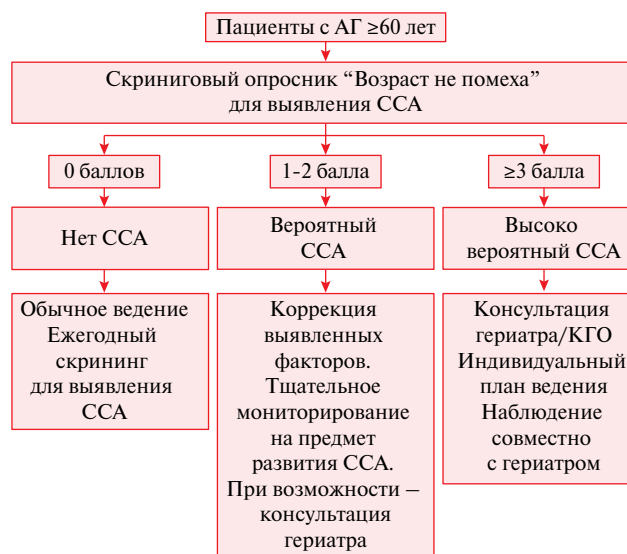 Пациенты с АГ ≥60 лет
Скриниговый опросник “Возраст не помеха”
для выявления ССА
0 баллов
1-2 балла
≥3 балла
Нет ССА
Вероятный
ССА
Высоко
вероятный ССА
Обычное ведение
Ежегодный
скрининг
для выявления
ССА
Коррекция
выявленных
факторов.
Тщательное
мониторирование
на предмет
развития ССА.
При возможности –
консультация
гериатра
Консультация
гериатра/КГО
Индивидуальный
план ведения
Наблюдение
совместно
с гериатром